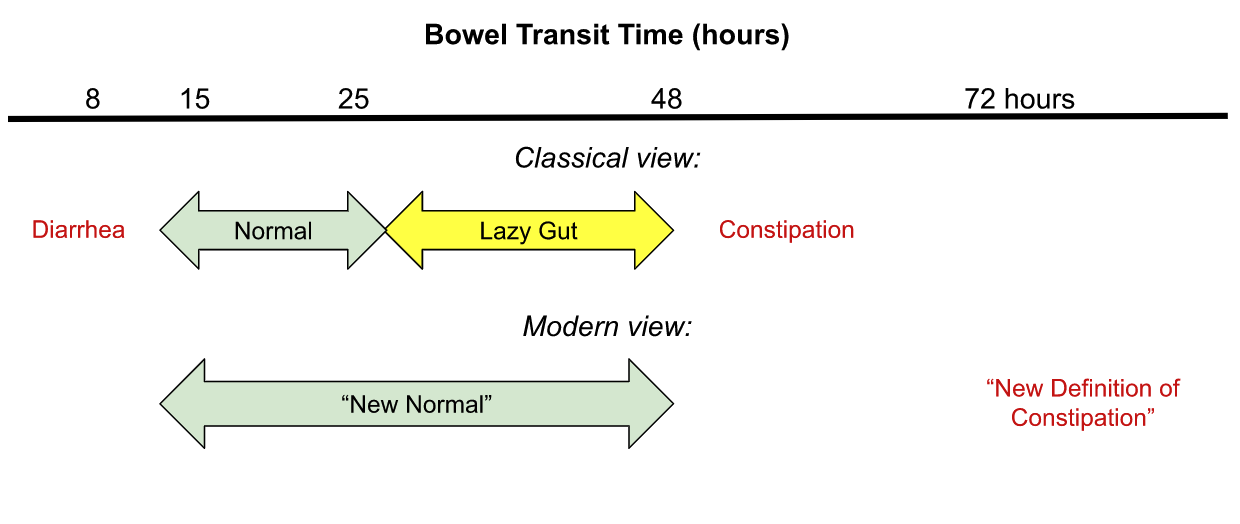 Bowel Transit Time (hours)
8 15 25 48 72 hours
Classical view:
Diarrhea Normal Lazy Gut Constipation
Modern view:
“New Normal”
“New Definition of
Constipation”